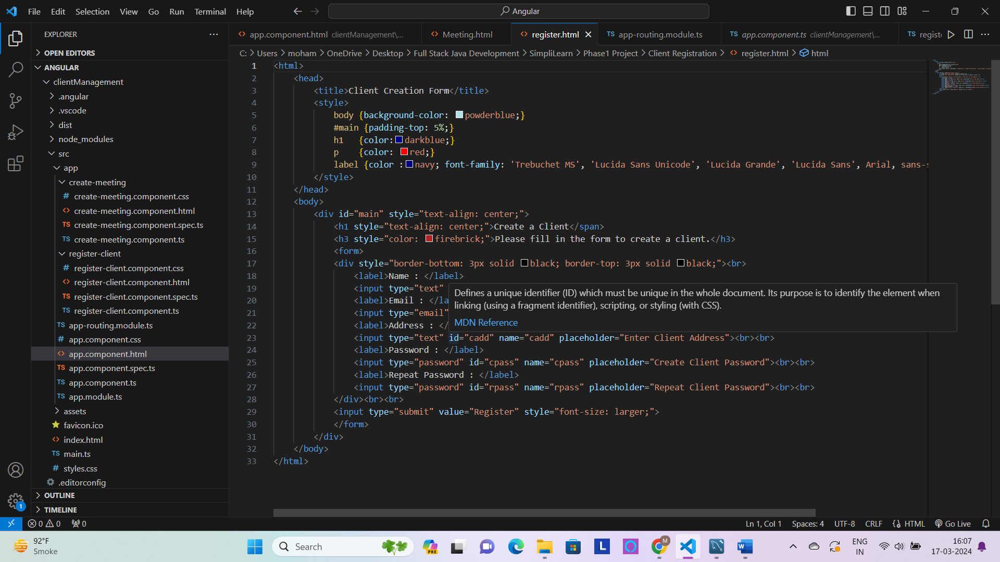 File Edit Selection View Go Run Terminal Help
Angular
EXPLORER
OPEN EDITORS
ANGULAR
clientManagement
.angular
.vscode
dist
node_modules
src
app
create-meeting
# create-meeting.component.css
<> create-meeting.component.html
TS create-meeting.component.spec.ts
TS create-meeting.component.ts
register-client
# register-client.component.css
<> register-client.component.html
TS register-client.component.spec.ts
TS register-client.component.ts
TS app-routing.module.ts
# app.component.css
<> app.component.html
TS app.component.spec.ts
TS app.component.ts
TS app.module.ts
assets
favicon.ico
<> index.html
TS main.ts
# styles.css
.editorconfig
OUTLINE
TIMELINE
1
<> app.component.html clientManagement\...
<> Meeting.html
<> register.html
TS app-routing.module.ts
TS app.component.ts clientManagement\...
TS
C: > Users > moham > OneDrive > Desktop > Full Stack Java Development > SimpliLearn > Phase1 Project > Client Registration > <> register.html > html
1 <html>
2 <head>
3 <title>Client Creation Form</title>
4 <style>
5 body {background-color: powderblue;}
6 #main {padding-top: 5%;}
7 h1 {color:darkblue;}
8 p {color: red;}
9 label {color :navy; font-family: 'Trebuchet MS', 'Lucida Sans Unicode', 'Lucida Grande', 'Lucida Sans', Arial,
10 </style>
11 </head>
12 <body>
13 <div id="main" style="text-align: center;">
14 <h1 style="text-align: center;">Create a Client</span>
15 <h3 style="color: firebrick;">Please fill in the form to create a client.</h3>
16 <form>
17 <div style="border-bottom: 3px solid black; border-top: 3px solid black;"><br>
18 <label>Name : </label>
19 <input type="text"
20 <label>Email : </la
21 <input type="email"
22 <label>Address : </
23 <input type="text" id="cadd" name="cadd" placeholder="Enter Client Address"><br><br>
24 <label>Password : </label>
25 <input type="password" id="cpass" name="cpass" placeholder="Create Client Password"><br><br>
26 <label>Repeat Password : </label>
27 <input type="password" id="rpass" name="rpass" placeholder="Repeat Client Password"><br><br>
28 </div><br><br>
29 <input type="submit" value="Register" style="font-size: larger;">
30 </form>
31 </div>
32 </body>
33 </html>
Defines a unique identifier (ID) which must be unique in the whole document. Its purpose is to identify the element when
linking (using a fragment identifier), scripting, or styling (with CSS).
MDN Reference
0 0 0
Ln 1, Col 1 Spaces: 4 UTF-8 CRLF {} HTML Go Live
92°F
Smoke
Search
PRE
L
M
W
ENG
IN
16:07
17-03-2024